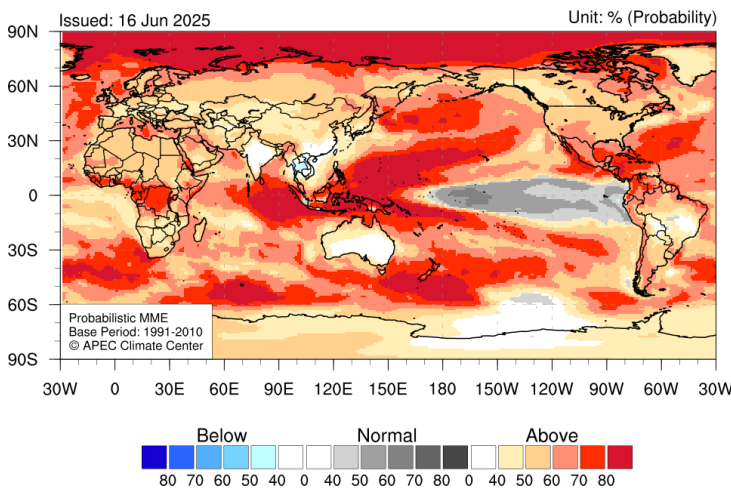 Issued: 16 Jun 2025 Unit: % (Probability)
90N
60N
30N
0
30S
60S
90S
Probabilistic MME
Base Period: 1991-2010
© APEC Climate Center
30W 0 30E 60E 90E 120E 150E 180 150W 120W 90W 60W 30W
Below Normal Above
80 70 60 50 40 0 40 50 60 70 80 0 40 50 60 70 80